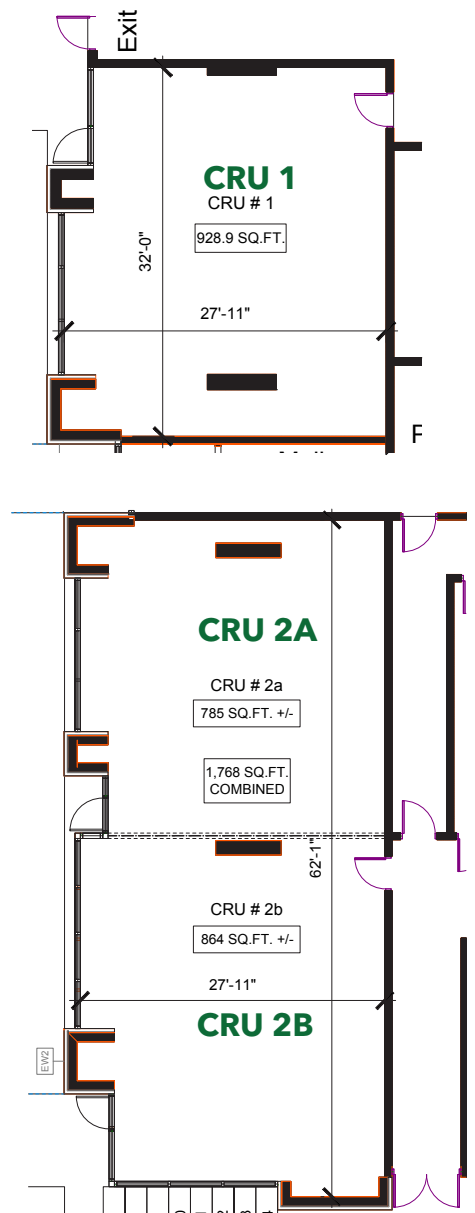 Exit
CRU 1
CRU # 1
928.9 SQ.FT.
32'-0"
27'-11"
CRU 2A
CRU # 2a
785 SQ.FT. +/-
1,768 SQ.FT.
COMBINED
62'-1"
CRU # 2b
864 SQ.FT. +/-
27'-11"
CRU 2B
EW2